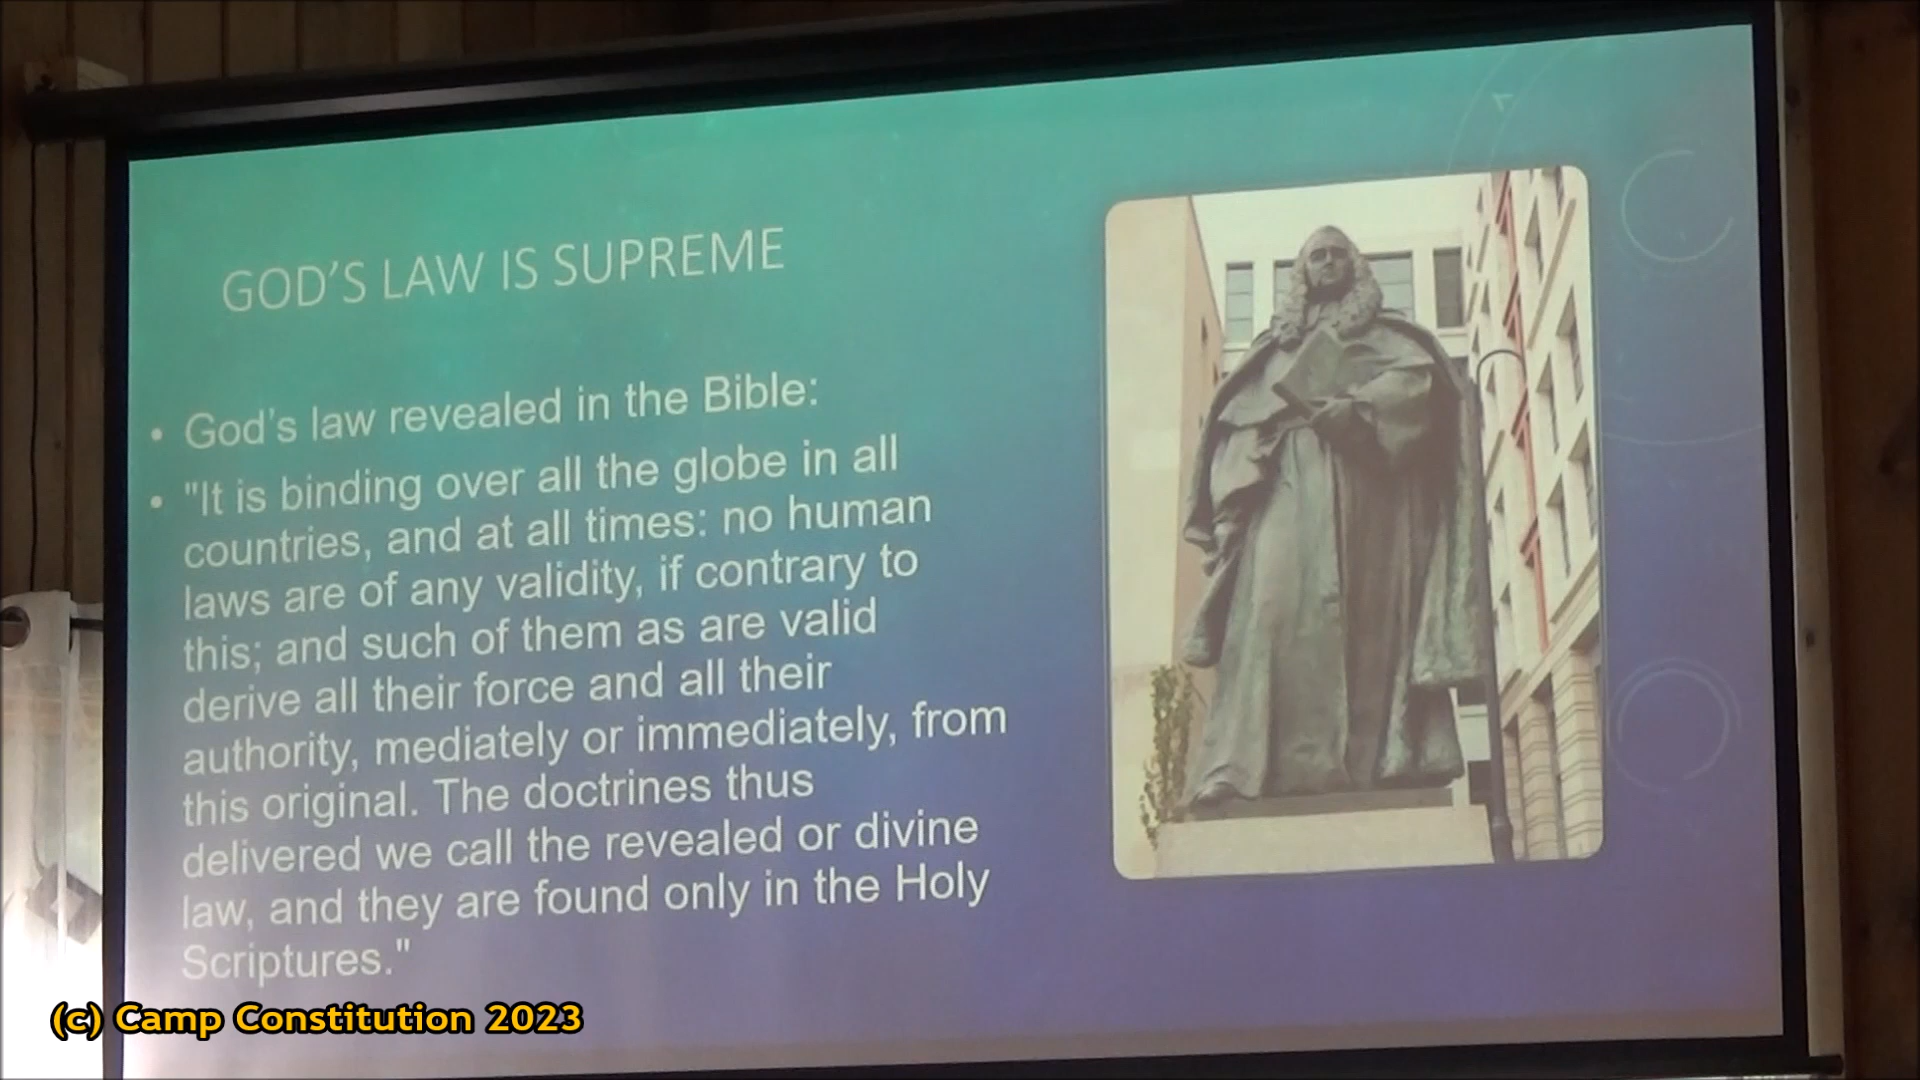 GOD'S LAW IS SUPREME
• God's law revealed in the Bible:
• "It is binding over all the globe in all
countries, and at all times: no human
laws are of any validity, if contrary to
this; and such of them as are valid
derive all their force and all their
authority, mediately or immediately, from
this original. The doctrines thus
delivered we call the revealed or divine
law, and they are found only in the Holy
Scriptures."
(c) Camp Constitution 2023